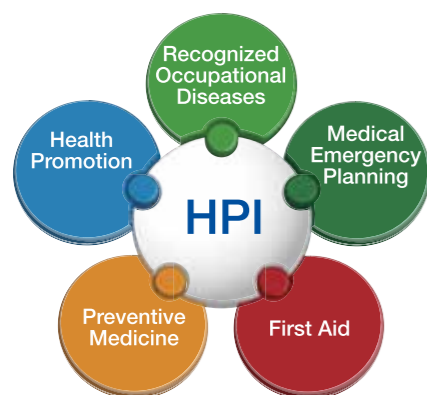 Recognized
Occupational
Diseases
Health
Promotion
Medical
Emergency
Planning
HPI
Preventive
Medicine
First Aid